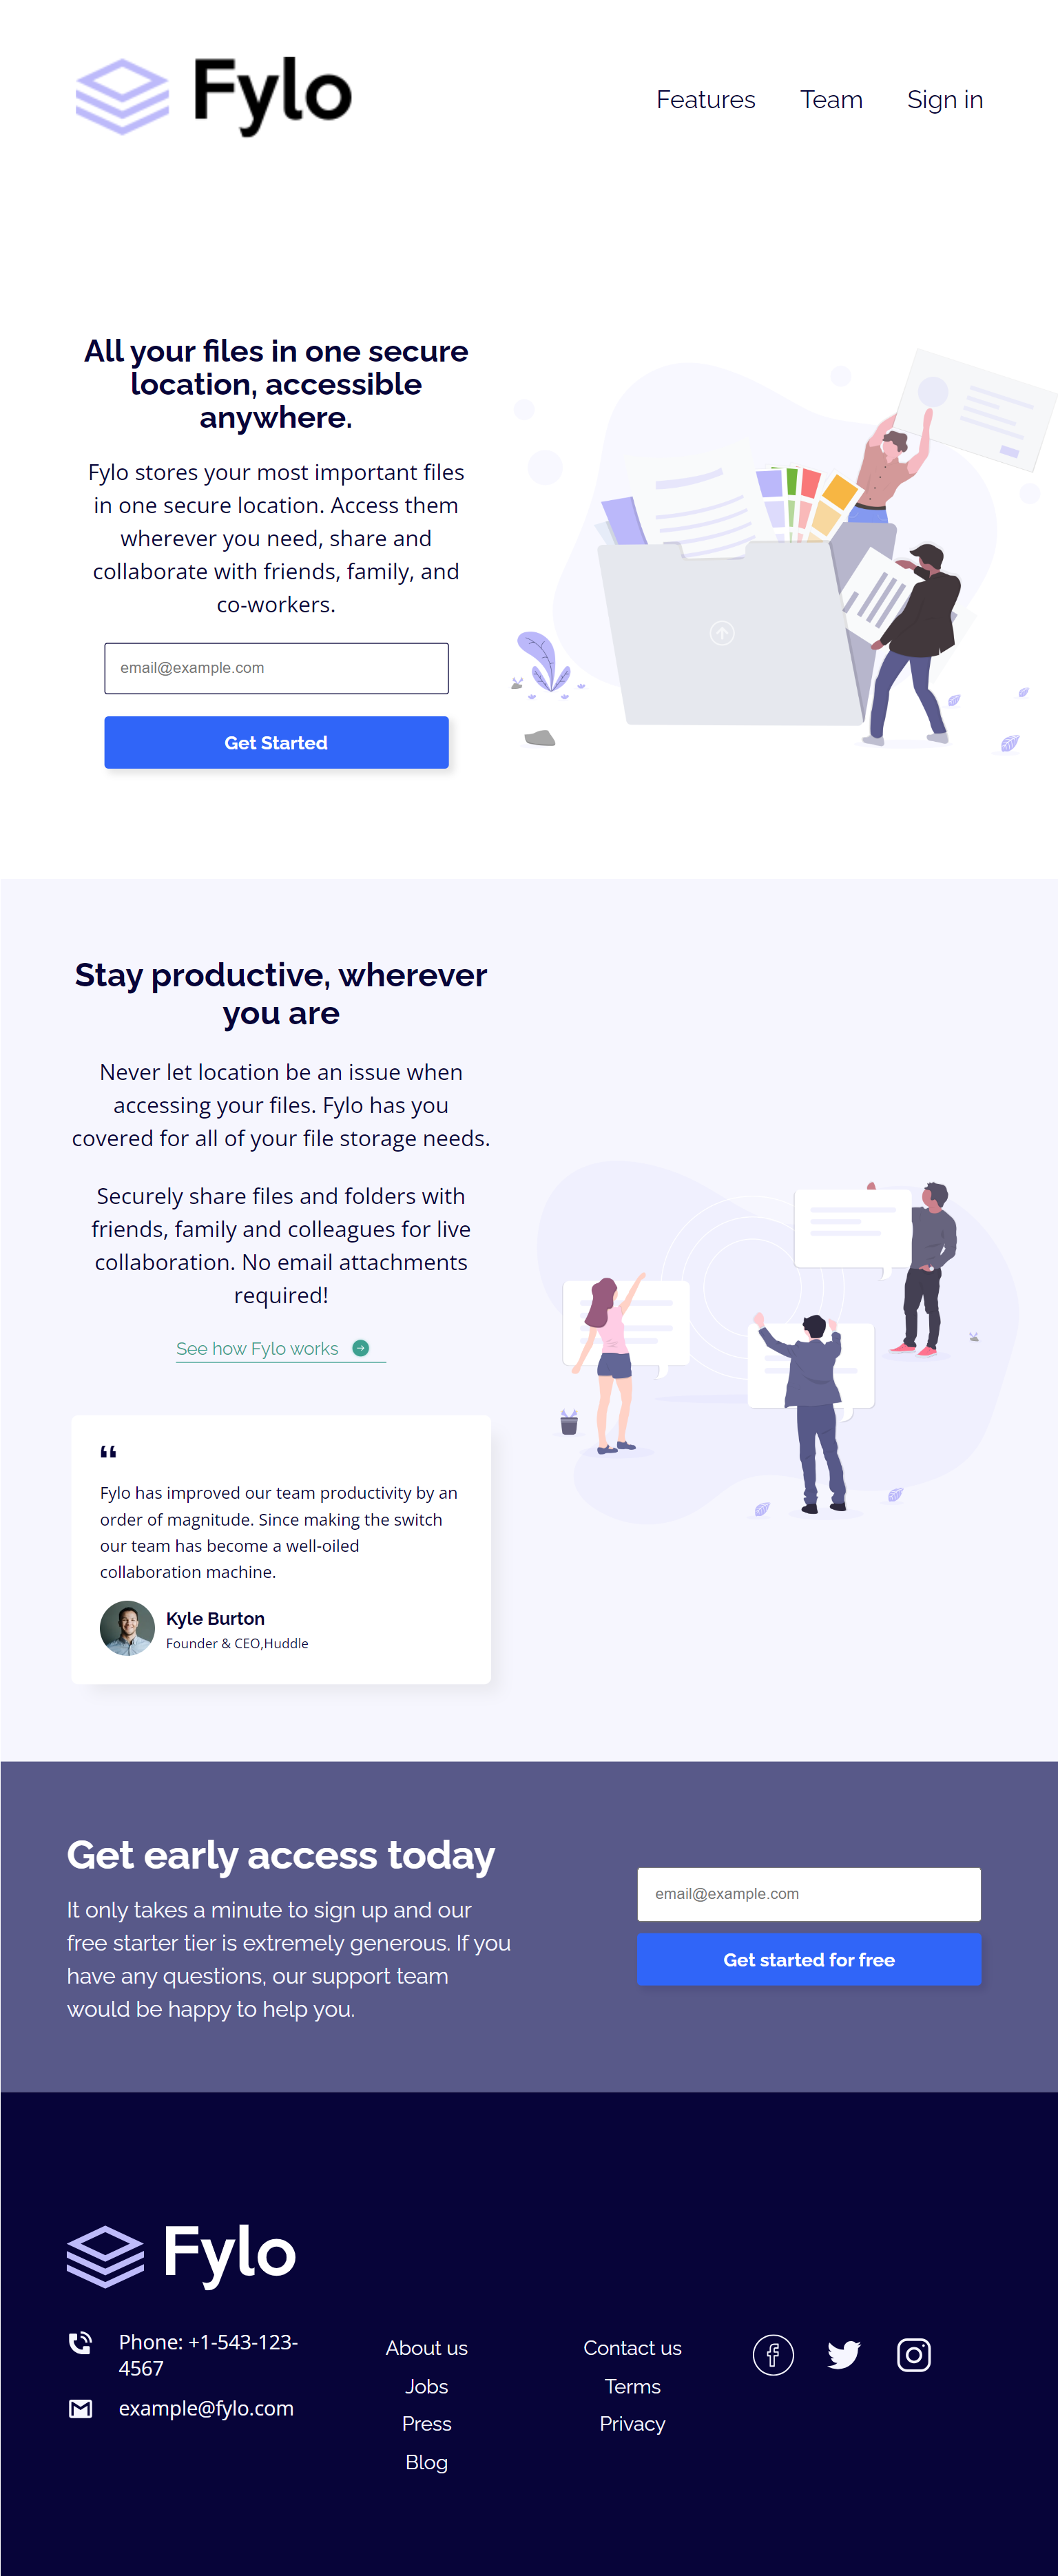 Fylo
Features Team Sign in
All your files in one secure
location, accessible
anywhere.
Fylo stores your most important files
in one secure location. Access them
wherever you need, share and
collaborate with friends, family, and
co-workers.
email@example.com
Get Started
Stay productive, wherever
you are
Never let location be an issue when
accessing your files. Fylo has you
covered for all of your file storage needs.
Securely share files and folders with
friends, family and colleagues for live
collaboration. No email attachments
required!
See how Fylo works
“
Fylo has improved our team productivity by an
order of magnitude. Since making the switch
our team has become a well-oiled
collaboration machine.
Kyle Burton
Founder & CEO,Huddle
Get early access today
It only takes a minute to sign up and our
free starter tier is extremely generous. If you
have any questions, our support team
would be happy to help you.
email@example.com
Get started for free
Fylo
Phone: +1-543-123-
4567
example@fylo.com
About us
Jobs
Press
Blog
Contact us
Terms
Privacy